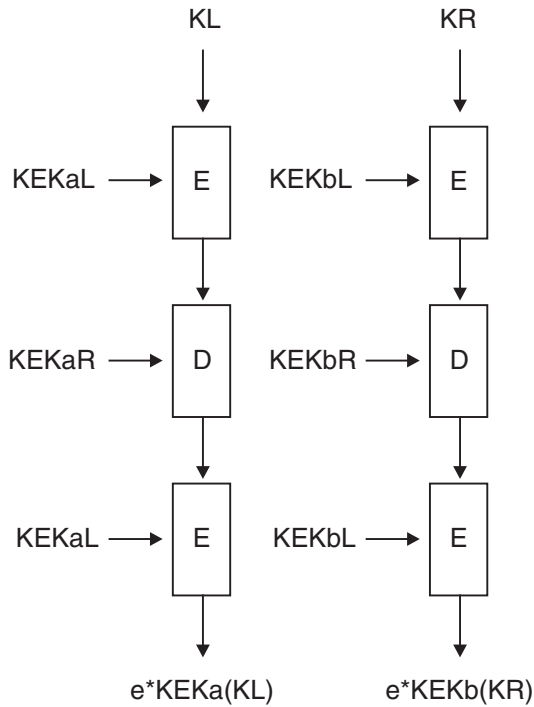 KL KR
KEKaL E KEKbL E
KEKaR D KEKbR D
KEKaL E KEKbL E
e*KEKa(KL) e*KEKb(KR)